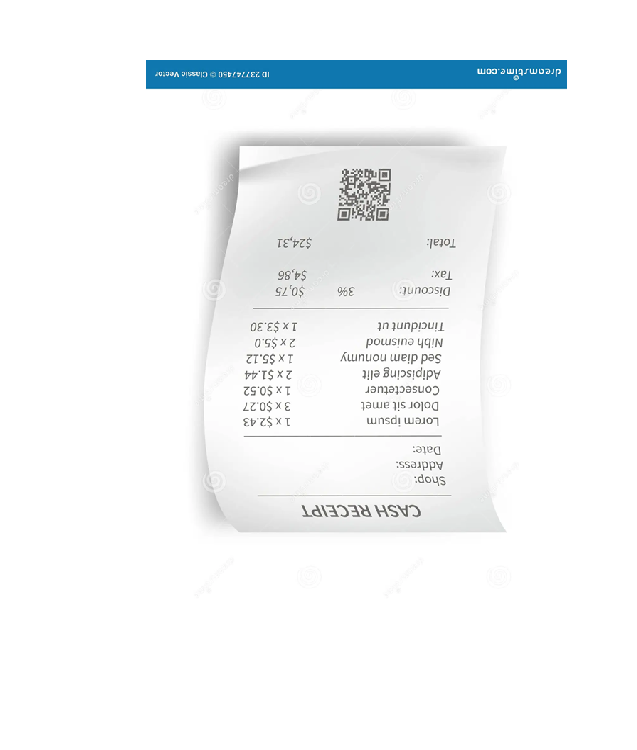 CASH RECEIPT
Shop:
Address:
Date:
Lorem ipsum 1 x $2.43
Dolor sit amet 3 x $0.27
Consectetuer 1 x $0.52
Adipiscing elit 2 x $1.44
Sed diam nonumy 1 x $5.12
Nibh euismod 2 x $5.0
Tincidunt ut 1 x $3.30
Discount: 3% $0,75
Tax: $4,86
Total: $24,31
dreamstime.com ID 237747450 © Classic Vector